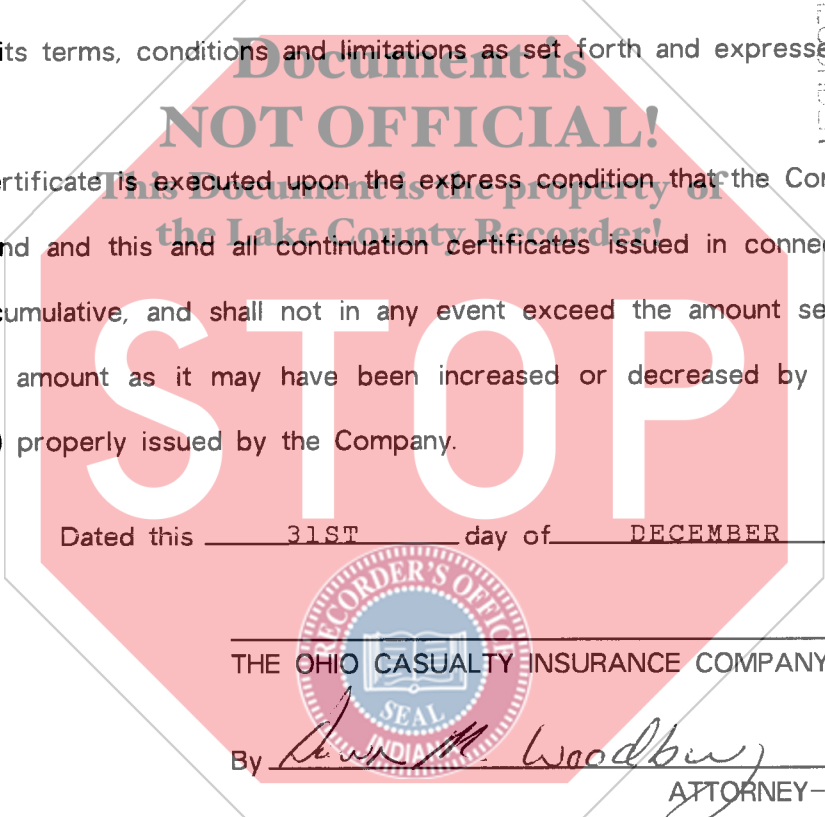 its terms, conditions and limitations as set forth and expresse
Document is
NOT OFFICIAL!
ertificate is executed upon the express condition that the Cor
This Document is the property of
the Lake County Recorder!
nd and this and all continuation certificates issued in connec
cumulative, and shall not in any event exceed the amount se
amount as it may have been increased or decreased by
) properly issued by the Company.
STOP
Dated this 31ST day of DECEMBER
RECORDER'S OFFICE
SEAL
INDIANA
THE OHIO CASUALTY INSURANCE COMPANY
By Dawn M. Woodbury
ATTORNEY-